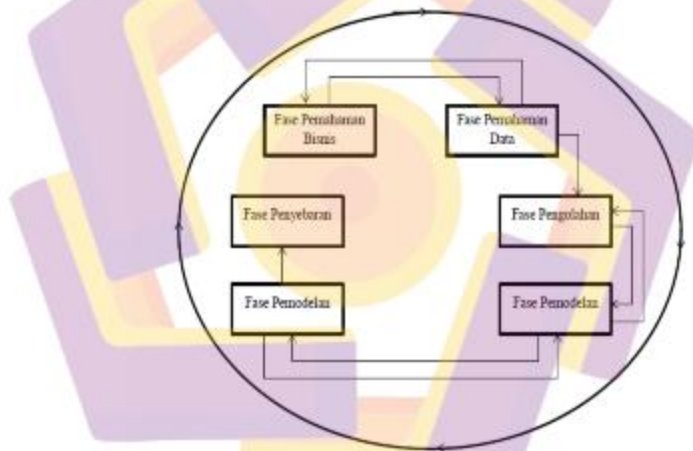 Fase Pemahaman
Bisnis
Fase Pemahaman
Data
Fase Penyebaran
Fase Pengolahan
Fase Pemodelan
Fase Pemodelan